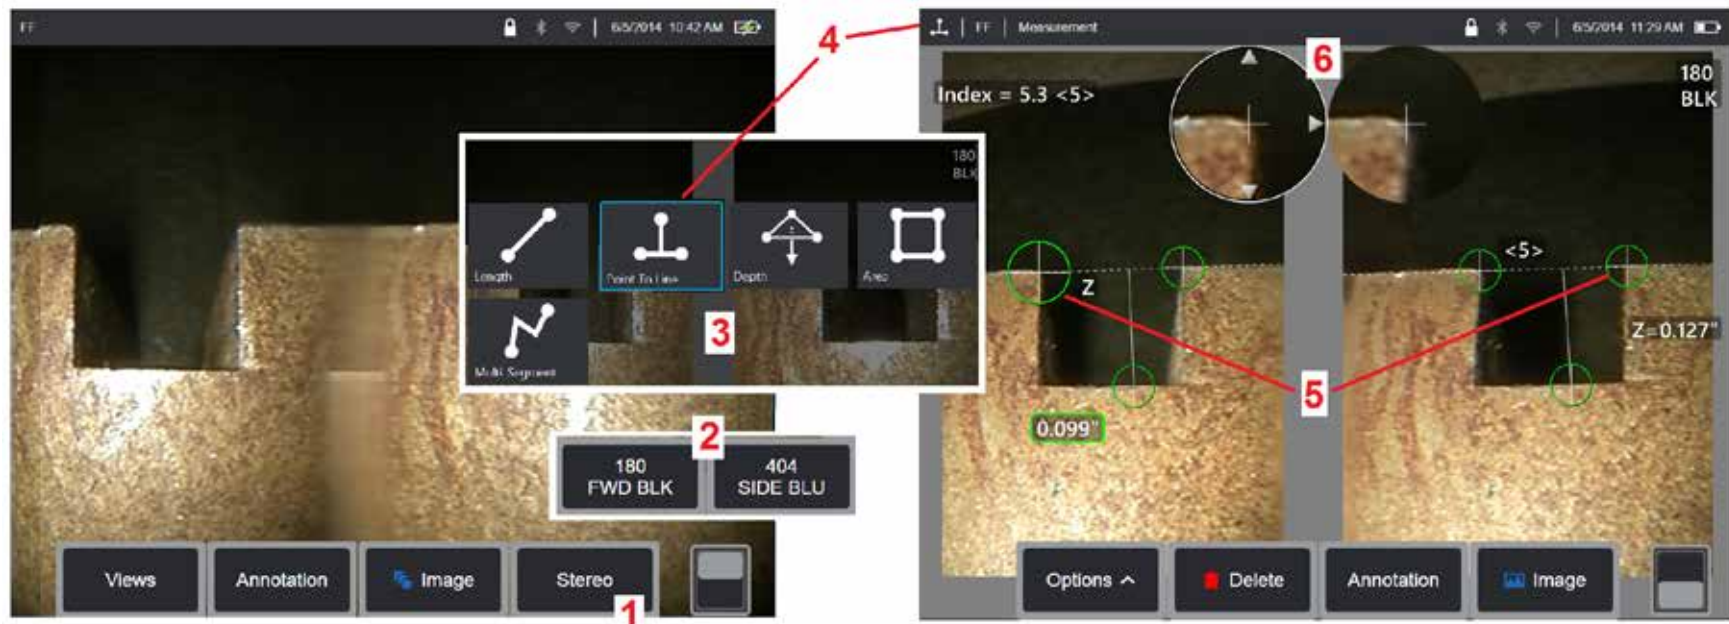 FF
6/5/2014 10:42 AM
4
FF Measurement
6/5/2014 11:29 AM
6
Index = 5.3 <5>
180
BLK
180
BLK
Length
Point To Line
Depth
Area
3
Multi Segment
<5>
Z
Z=0.127"
5
0.099"
2
180
FWD BLK
404
SIDE BLU
Views
Annotation
Image
Stereo
1
Options
Delete
Annotation
Image